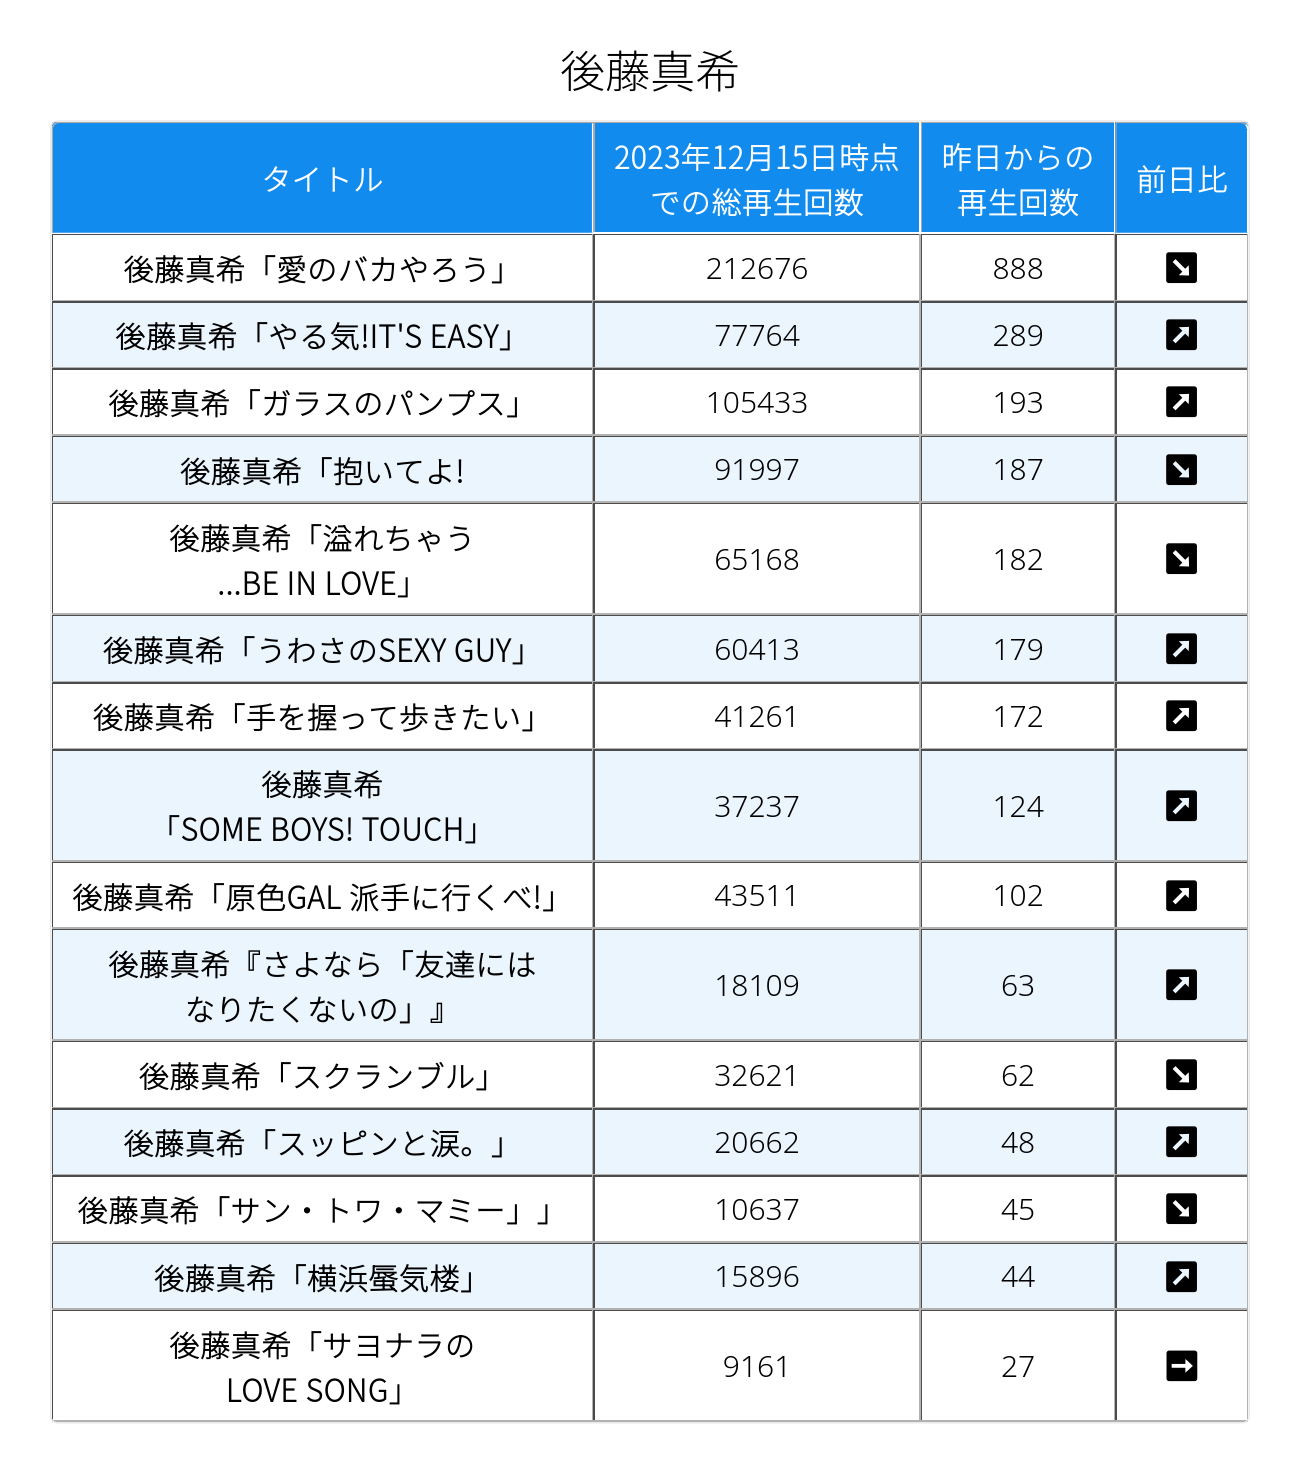 後藤真希
タイトル
2023年12月15日時点
での総再生回数
昨日からの
再生回数
前日比
後藤真希「愛のバカやろう」 212676 888 ↘
後藤真希「やる気!IT'S EASY」 77764 289 ↗
後藤真希「ガラスのパンプス」 105433 193 ↗
後藤真希「抱いてよ! 91997 187 ↘
後藤真希「溢れちゃう
...BE IN LOVE」 65168 182 ↘
後藤真希「うわさのSEXY GUY」 60413 179 ↗
後藤真希「手を握って歩きたい」 41261 172 ↗
後藤真希
「SOME BOYS! TOUCH」 37237 124 ↗
後藤真希「原色GAL 派手に行くべ!」 43511 102 ↗
後藤真希『さよなら「友達には
なりたくないの」』 18109 63 ↗
後藤真希「スクランブル」 32621 62 ↘
後藤真希「スッピンと涙。」 20662 48 ↗
後藤真希「サン・トワ・マミー」」 10637 45 ↘
後藤真希「横浜蜃気楼」 15896 44 ↗
後藤真希「サヨナラの
LOVE SONG」 9161 27 →